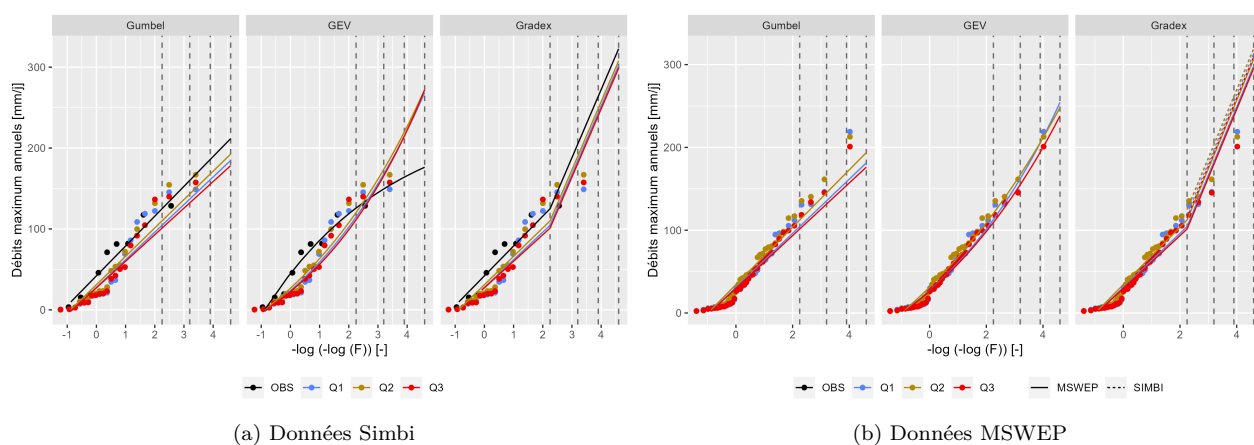 Gumbel GEV Gradex
Débits maximum annuels [mm/j]
300
200
100
0
-1 0 1 2 3 4 -1 0 1 2 3 4 -1 0 1 2 3 4
-log (-log (F)) [-]
OBS Q1 Q2 Q3
(a) Données Simbi
Gumbel GEV Gradex
Débits maximum annuels [mm/j]
300
200
100
0
0 2 4 0 2 4 0 2 4
-log (-log (F)) [-]
OBS Q1 Q2 Q3 MSWEP SIMBI
(b) Données MSWEP